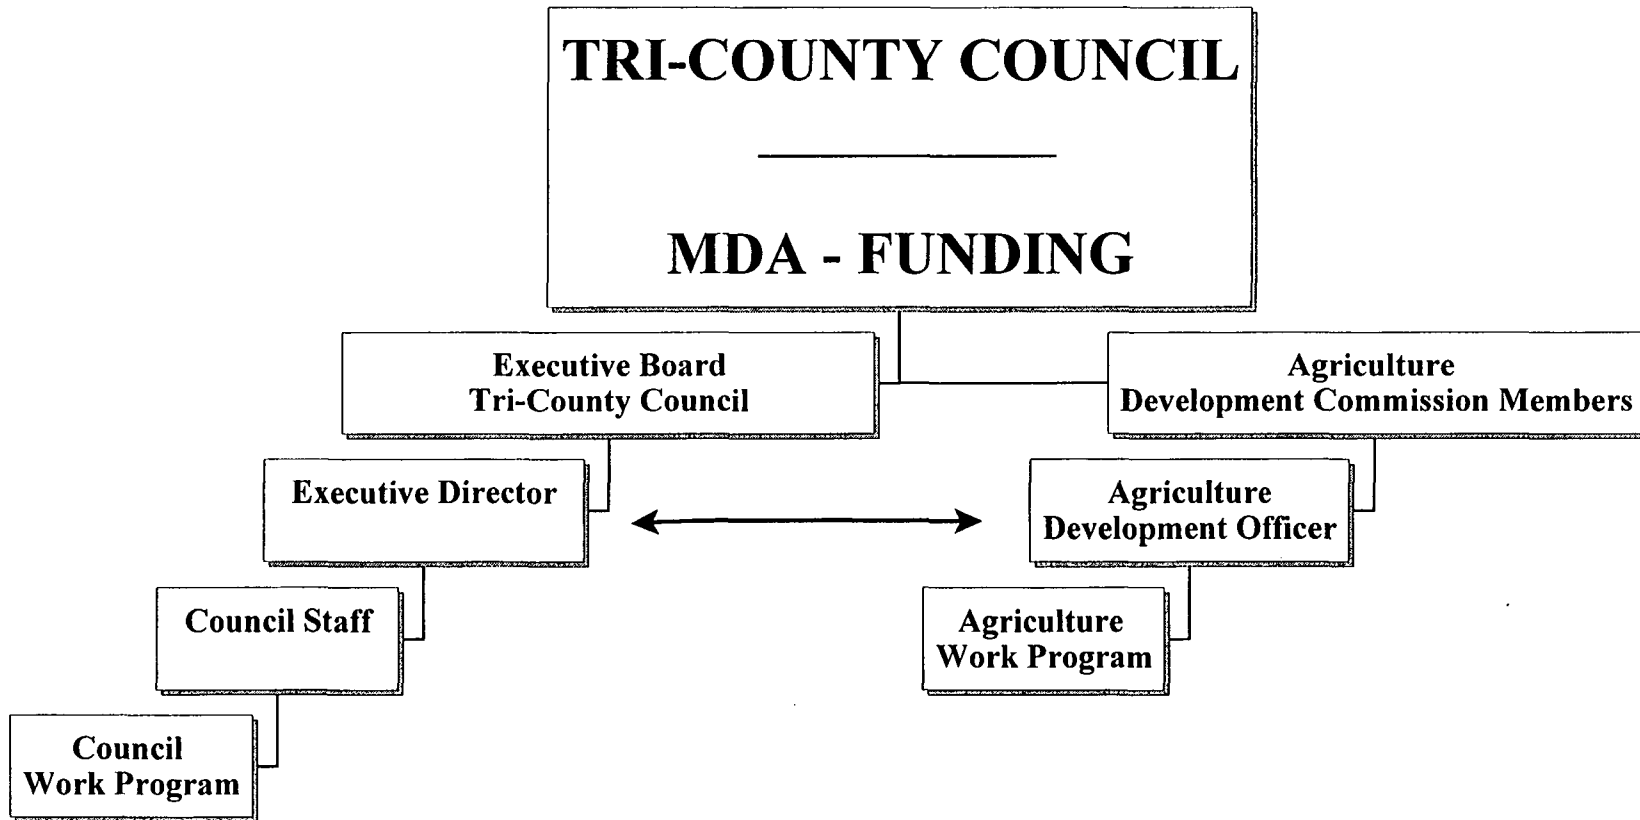 TRI-COUNTY COUNCIL
MDA - FUNDING
Executive Board
Tri-County Council
Agriculture
Development Commission Members
Executive Director
Agriculture
Development Officer
Council Staff
Agriculture
Work Program
Council
Work Program